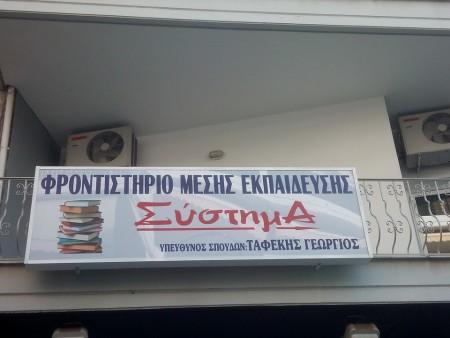 ΦΡΟΝΤΙΣΤΗΡΙΟ ΜΕΣΗΣ ΕΚΠΑΙΔΕΥΣΗΣ
ΣύστημΑ
ΥΠΕΥΘΥΝΟΣ ΣΠΟΥΔΩΝ: ΤΑΦΕΚΗΣ ΓΕΩΡΓΙΟΣ